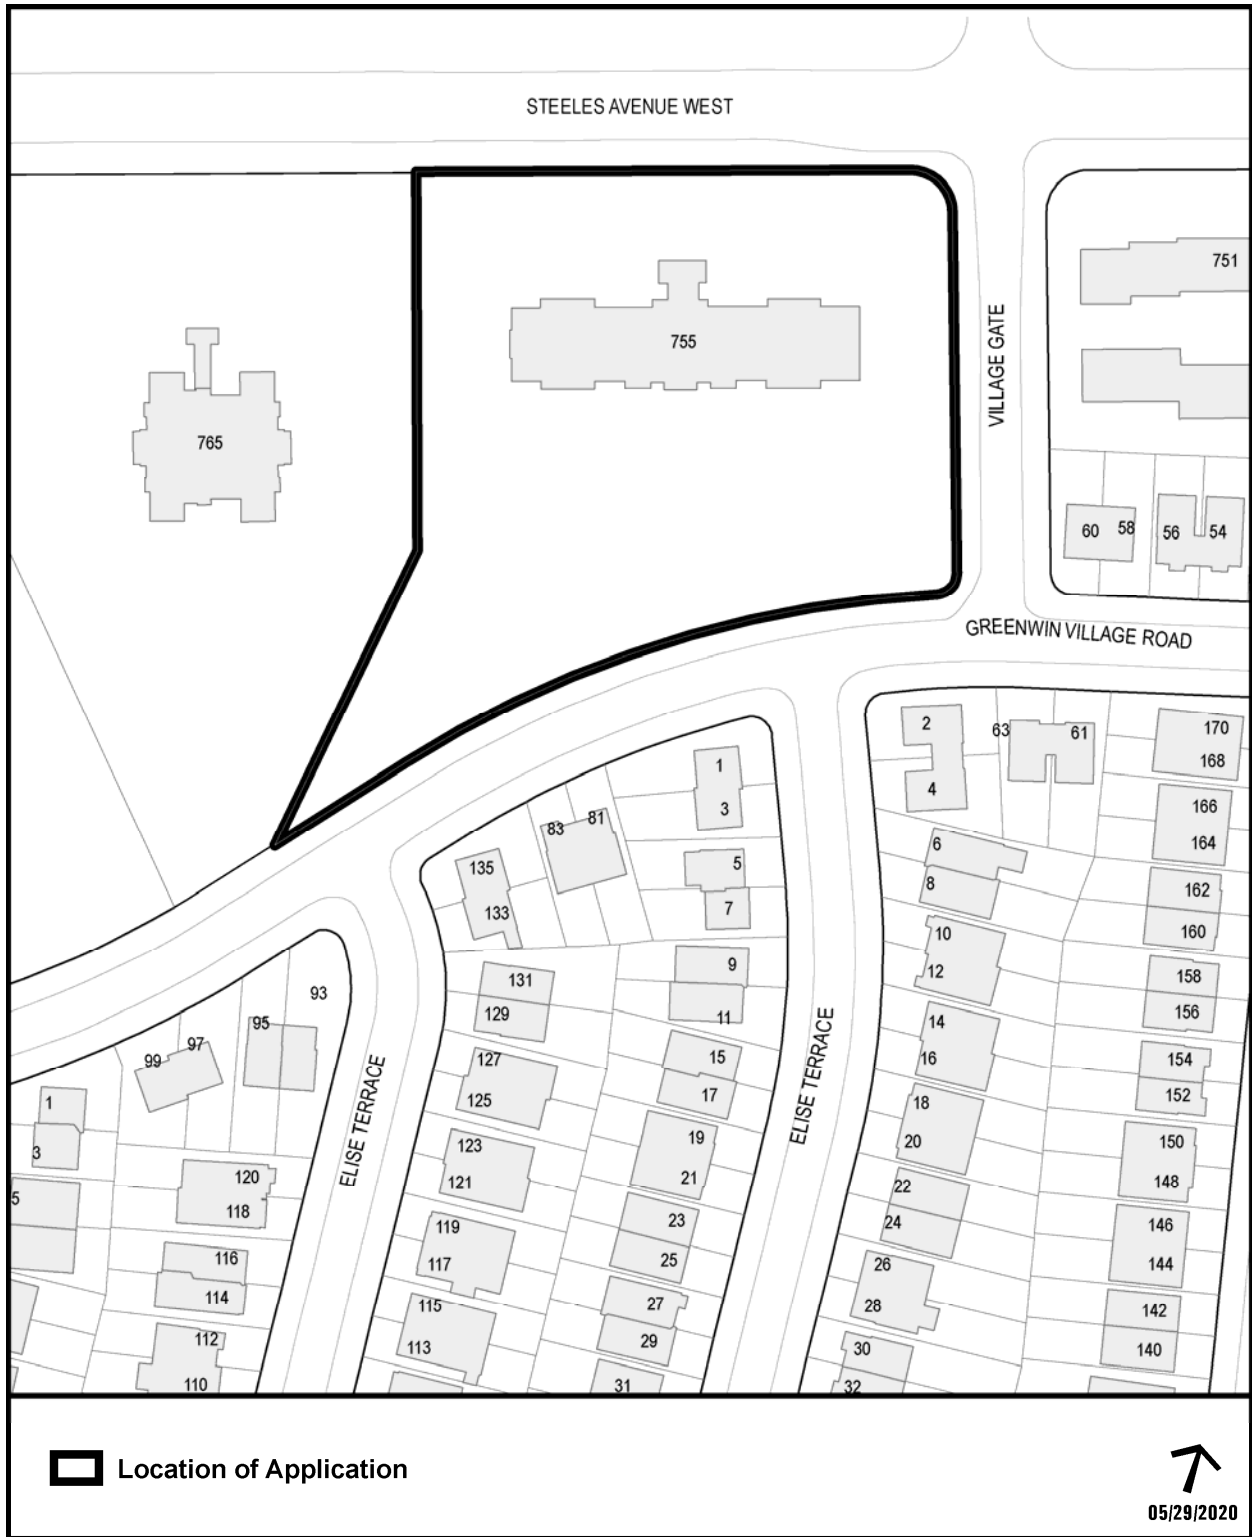 STEELES AVENUE WEST
751
755
VILLAGE GATE
765
60 58 56 54
GREENWIN VILLAGE ROAD
2 63 61 170
168
1
4
3
166
83 81
164
6
135 5
8 162
133 7
10 160
9
12 158
131
93
129 11 156
95 14
97
99 127 15 16 154
1 125 17 152
ELISE TERRACE
ELISE TERRACE
18
19 20 150
3 123
120 121 21 148
5 22
118 119 23 24 146
116 117 25 26 144
114 115 27 28 142
112 113 29 30 140
110 31 32
Location of Application
05/29/2020